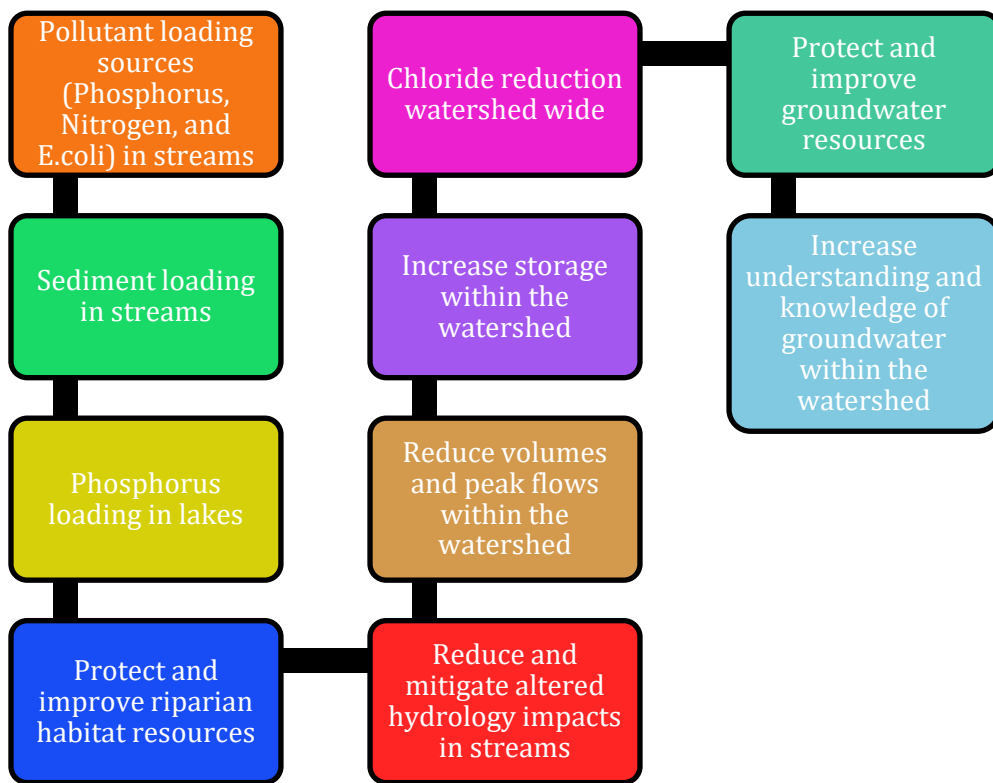 Pollutant loading
sources
(Phosphorus,
Nitrogen, and
E.coli) in streams
Sediment loading
in streams
Phosphorus
loading in lakes
Protect and
improve riparian
habitat resources
Reduce and
mitigate altered
hydrology impacts
in streams
Reduce volumes
and peak flows
within the
watershed
Increase storage
within the
watershed
Chloride reduction
watershed wide
Protect and
improve
groundwater
resources
Increase
understanding and
knowledge of
groundwater
within the
watershed